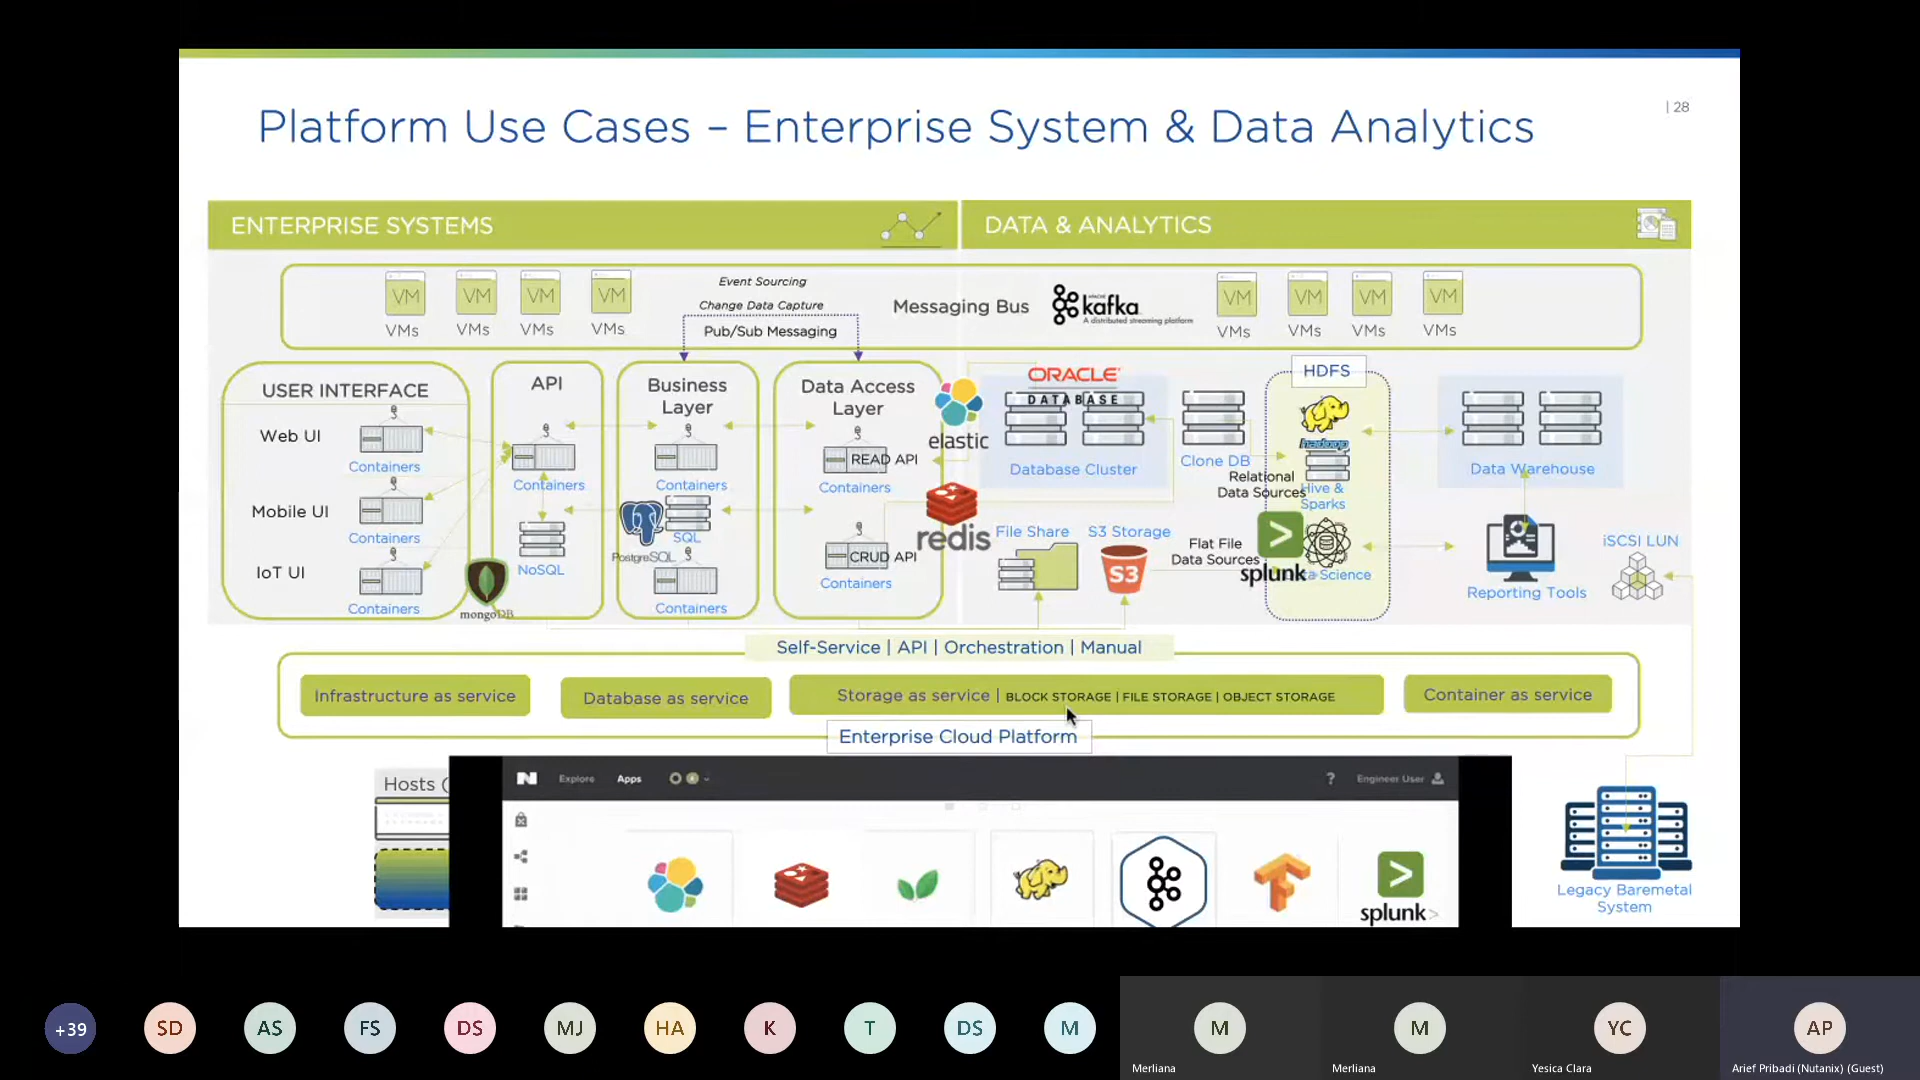 | 28
Platform Use Cases – Enterprise System & Data Analytics
ENTERPRISE SYSTEMS
DATA & ANALYTICS
VM VM VM VM
VMs VMs VMs VMs
Event Sourcing
Change Data Capture
Pub/Sub Messaging
Messaging Bus
APACHE
kafka
A distributed streaming platform
VM VM VM VM
VMs VMs VMs VMs
USER INTERFACE
Web UI
Containers
Mobile UI
Containers
IoT UI
Containers
API
Containers
NoSQL
mongoDB
Business
Layer
Containers
PostgreSQL
SQL
Containers
Data Access
Layer
READ API
Containers
CRUD API
Containers
elastic
redis
ORACLE
DATABASE
Database Cluster
Clone DB
Relational
Data Sources
File Share
S3 Storage
S3
Flat File
Data Sources
HDFS
hadoop
Hive &
Sparks
splunk
Science
Data Warehouse
Reporting Tools
iSCSI LUN
Self-Service | API | Orchestration | Manual
Infrastructure as service
Database as service
Storage as service | BLOCK STORAGE | FILE STORAGE | OBJECT STORAGE
Container as service
Enterprise Cloud Platform
Hosts (
Explore Apps
? Engineer User
splunk>
Legacy Baremetal
System
+39 SD AS FS DS MJ HA K T DS M M M YC AP
Merliana Merliana Yesica Clara Arief Pribadi (Nutanix) (Guest)